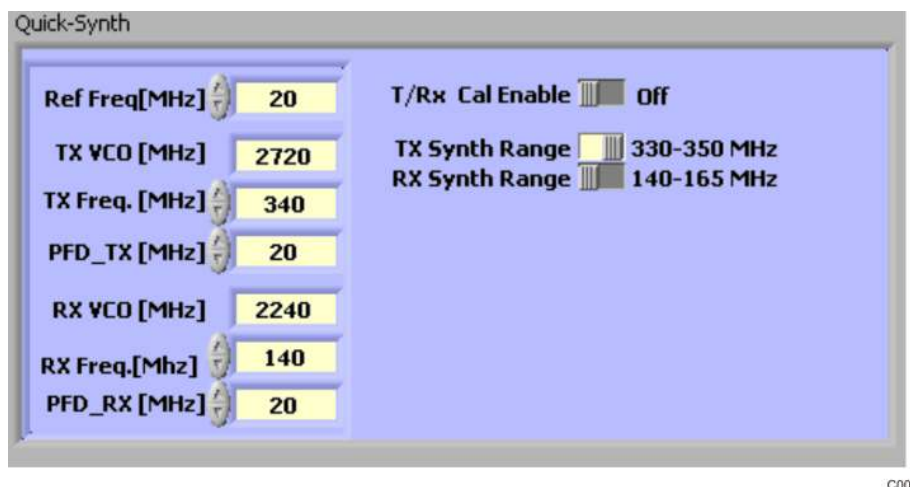 Quick-Synth
Ref Freq[MHz] 20
TX VCO [MHz] 2720
TX Freq. [MHz] 340
PFD_TX [MHz] 20
RX VCO [MHz] 2240
RX Freq.[Mhz] 140
PFD_RX [MHz] 20
T/Rx Cal Enable Off
TX Synth Range 330-350 MHz
RX Synth Range 140-165 MHz